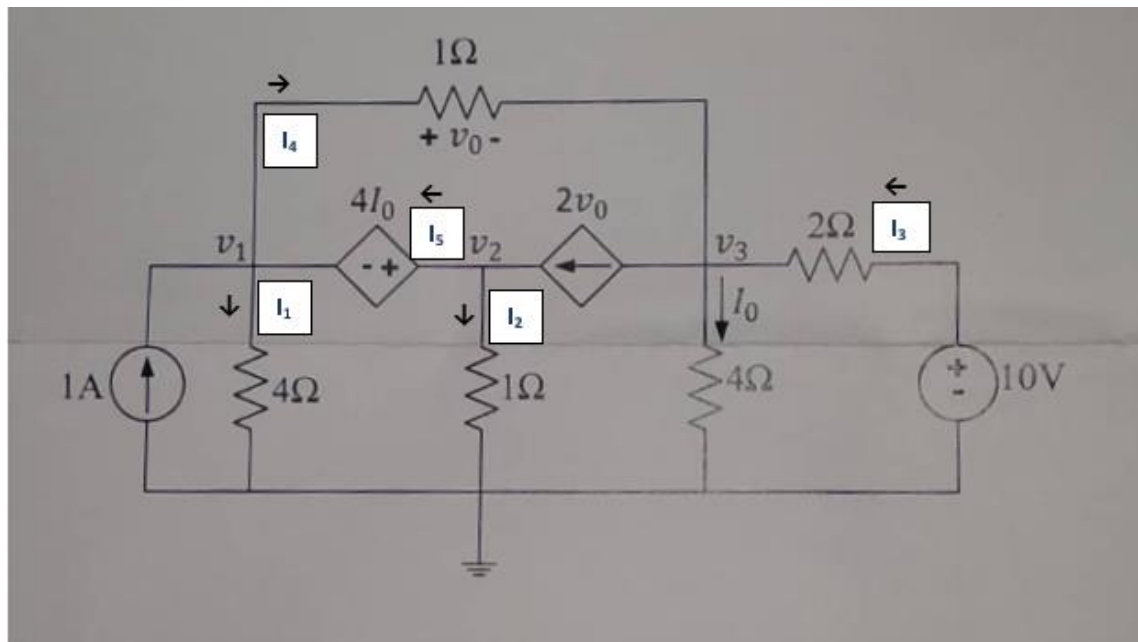 1Ω
I₄
+ v₀ -
4I₀
I₅
2v₀
I₃
v₁
v₂
v₃
2Ω
I₁
I₂
I₀
1A
4Ω
1Ω
4Ω
- +
+
-
10V